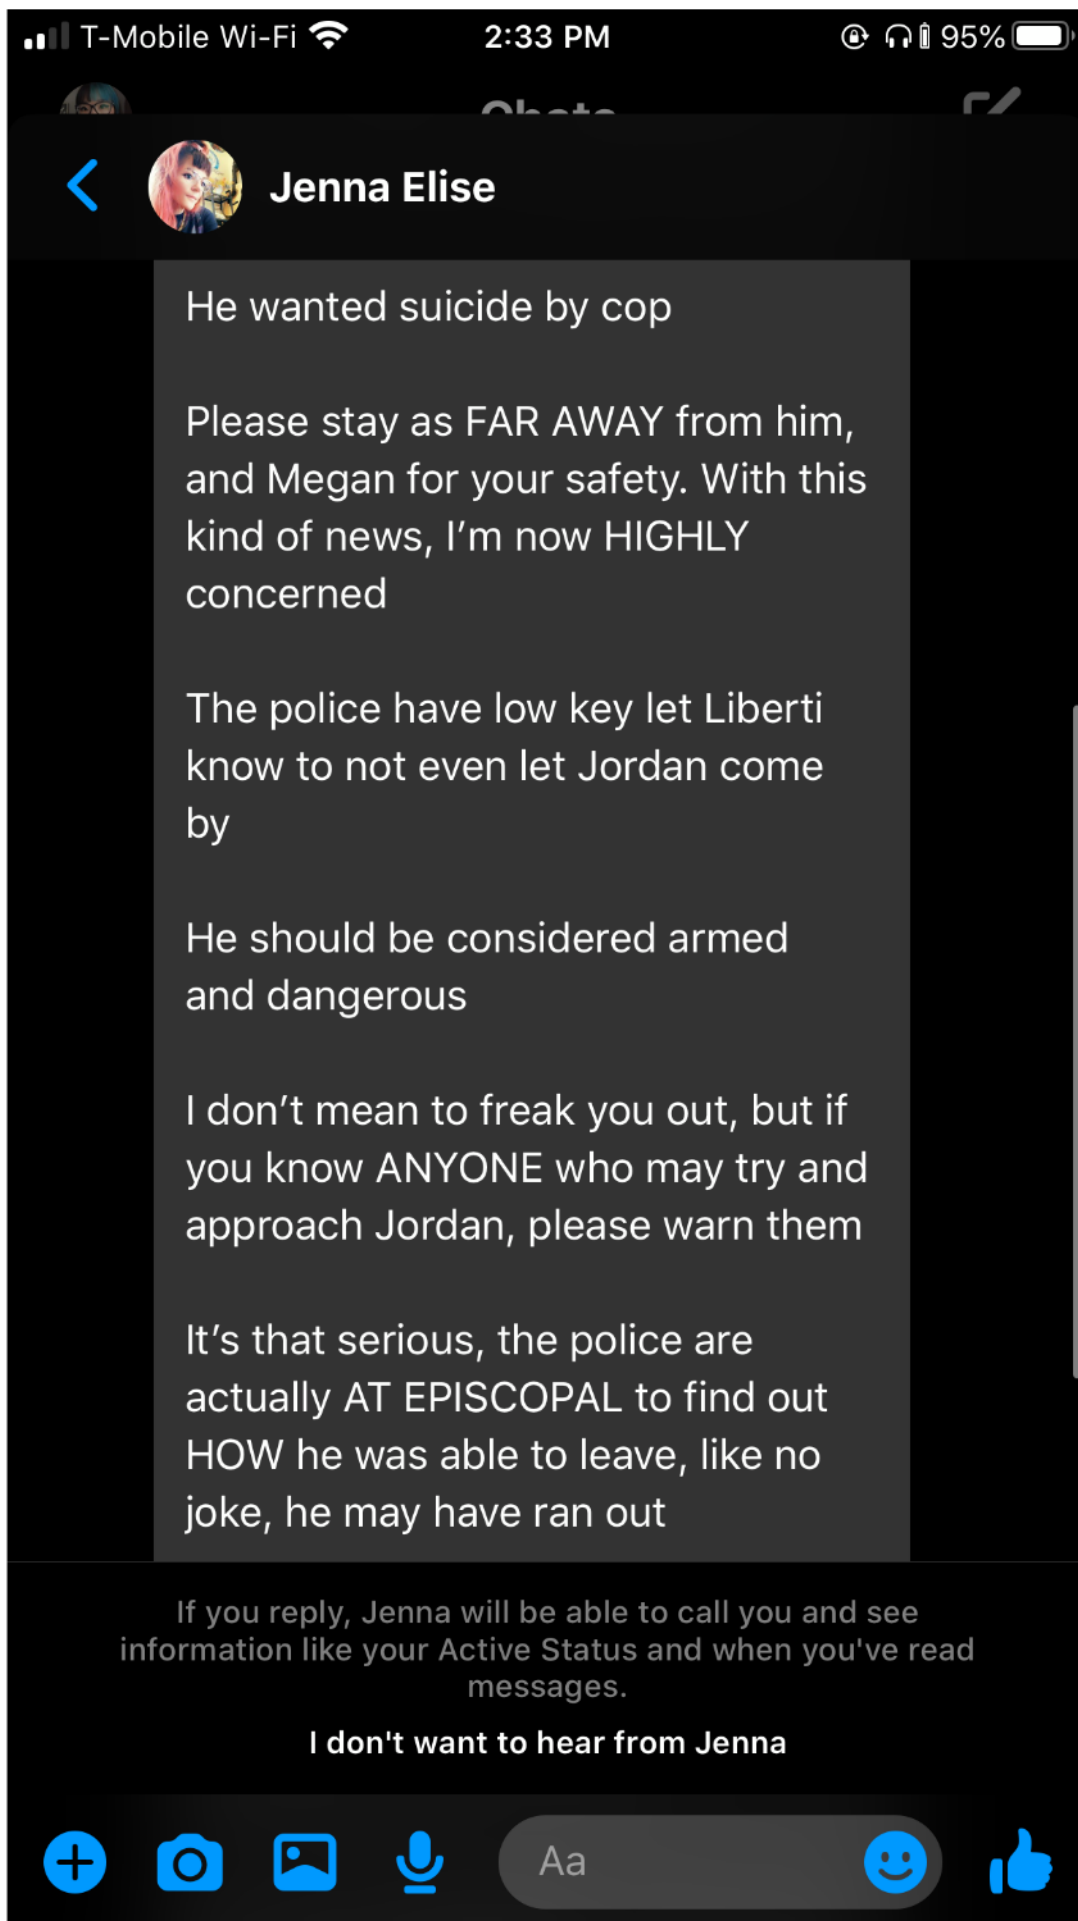 T-Mobile Wi-Fi 2:33 PM 95%
Chats
Jenna Elise
He wanted suicide by cop
Please stay as FAR AWAY from him,
and Megan for your safety. With this
kind of news, I’m now HIGHLY
concerned
The police have low key let Liberti
know to not even let Jordan come
by
He should be considered armed
and dangerous
I don’t mean to freak you out, but if
you know ANYONE who may try and
approach Jordan, please warn them
It’s that serious, the police are
actually AT EPISCOPAL to find out
HOW he was able to leave, like no
joke, he may have ran out
If you reply, Jenna will be able to call you and see
information like your Active Status and when you've read
messages.
I don't want to hear from Jenna
Aa